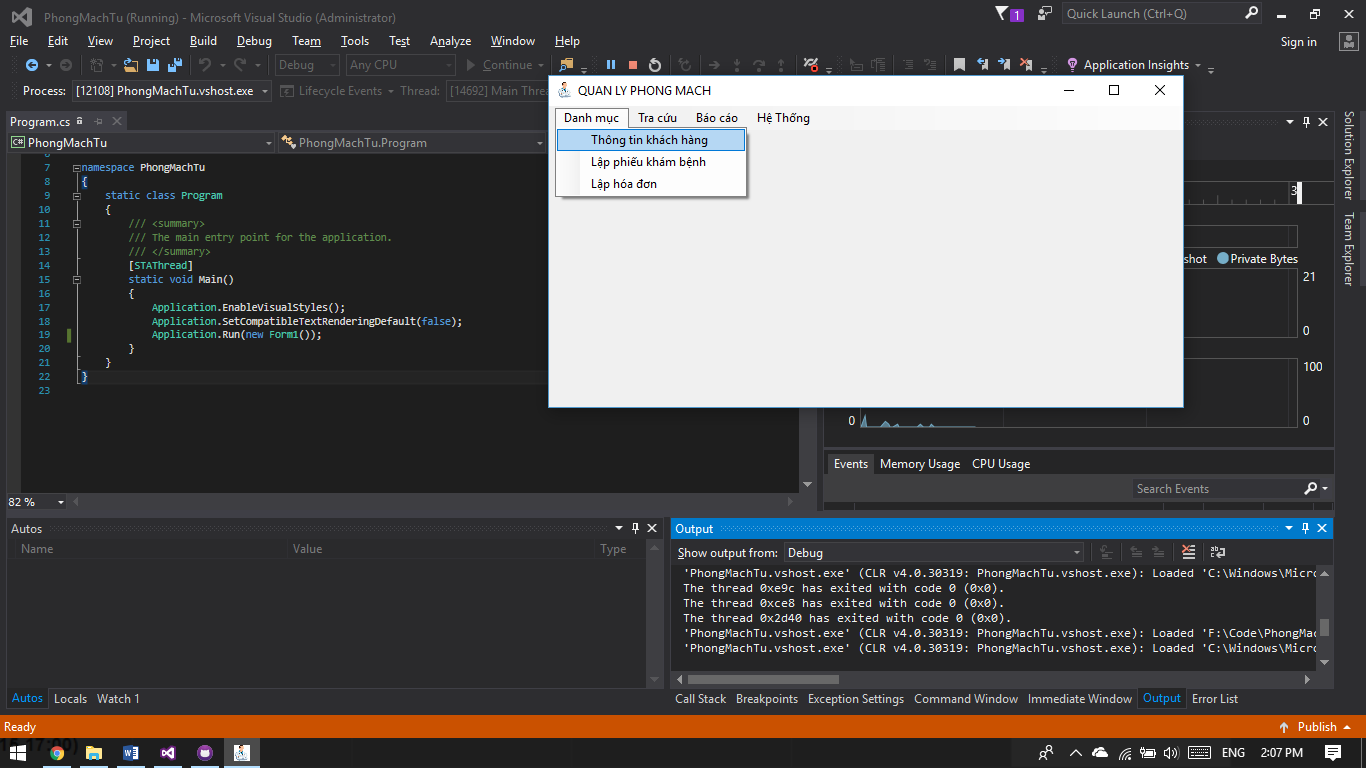 PhongMachTu (Running) - Microsoft Visual Studio (Administrator)
1
Quick Launch (Ctrl+Q)
File Edit View Project Build Debug Team Tools Test Analyze Window Help
Sign in
Debug Any CPU Continue Application Insights
Process: [12108] PhongMachTu.vshost.exe Lifecycle Events Thread: [14692] Main Threa
QUAN LY PHONG MACH
Danh mục Tra cứu Báo cáo Hệ Thống
Thông tin khách hàng
Lập phiếu khám bệnh
Lập hóa đơn
Program.cs
PhongMachTu PhongMachTu.Program
7 namespace PhongMachTu
8 {
9 static class Program
10 {
11 /// <summary>
12 /// The main entry point for the application.
13 /// </summary>
14 [STAThread]
15 static void Main()
16 {
17 Application.EnableVisualStyles();
18 Application.SetCompatibleTextRenderingDefault(false);
19 Application.Run(new Form1());
20 }
21 }
22 }
23
82 %
Solution Explorer
Team Explorer
3
shot Private Bytes
21
0
100
0 0
Events Memory Usage CPU Usage
Search Events
Autos
Name Value Type
Autos Locals Watch 1
Output
Show output from: Debug
'PhongMachTu.vshost.exe' (CLR v4.0.30319: PhongMachTu.vshost.exe): Loaded 'C:\Windows\Micro
The thread 0xe9c has exited with code 0 (0x0).
The thread 0xce8 has exited with code 0 (0x0).
The thread 0x2d40 has exited with code 0 (0x0).
'PhongMachTu.vshost.exe' (CLR v4.0.30319: PhongMachTu.vshost.exe): Loaded 'F:\Code\PhongMac
'PhongMachTu.vshost.exe' (CLR v4.0.30319: PhongMachTu.vshost.exe): Loaded 'C:\Windows\Micro
Call Stack Breakpoints Exception Settings Command Window Immediate Window Output Error List
Ready
Publish
ENG 2:07 PM